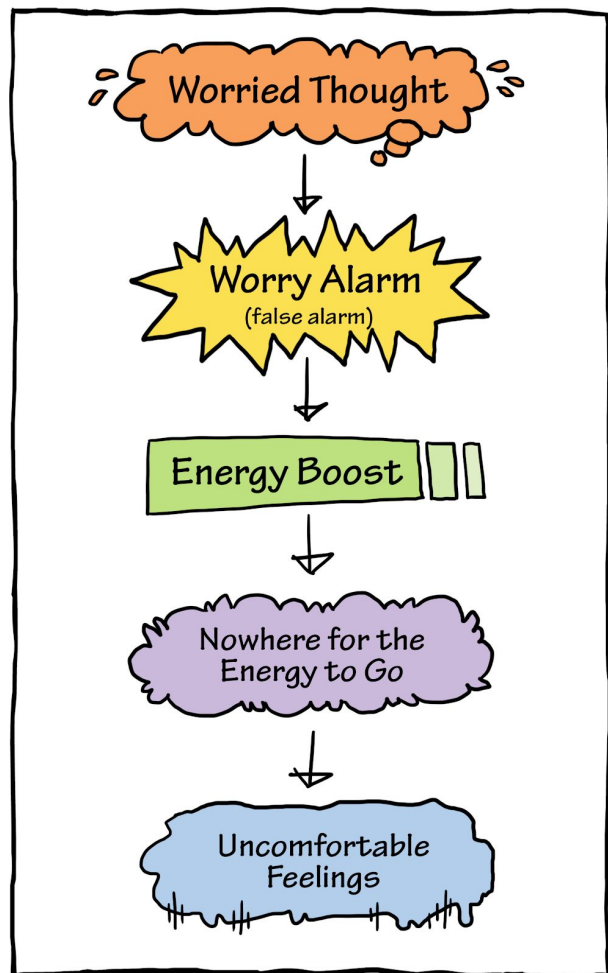 Worried Thought
Worry Alarm
(false alarm)
Energy Boost
Nowhere for the
Energy to Go
Uncomfortable
Feelings